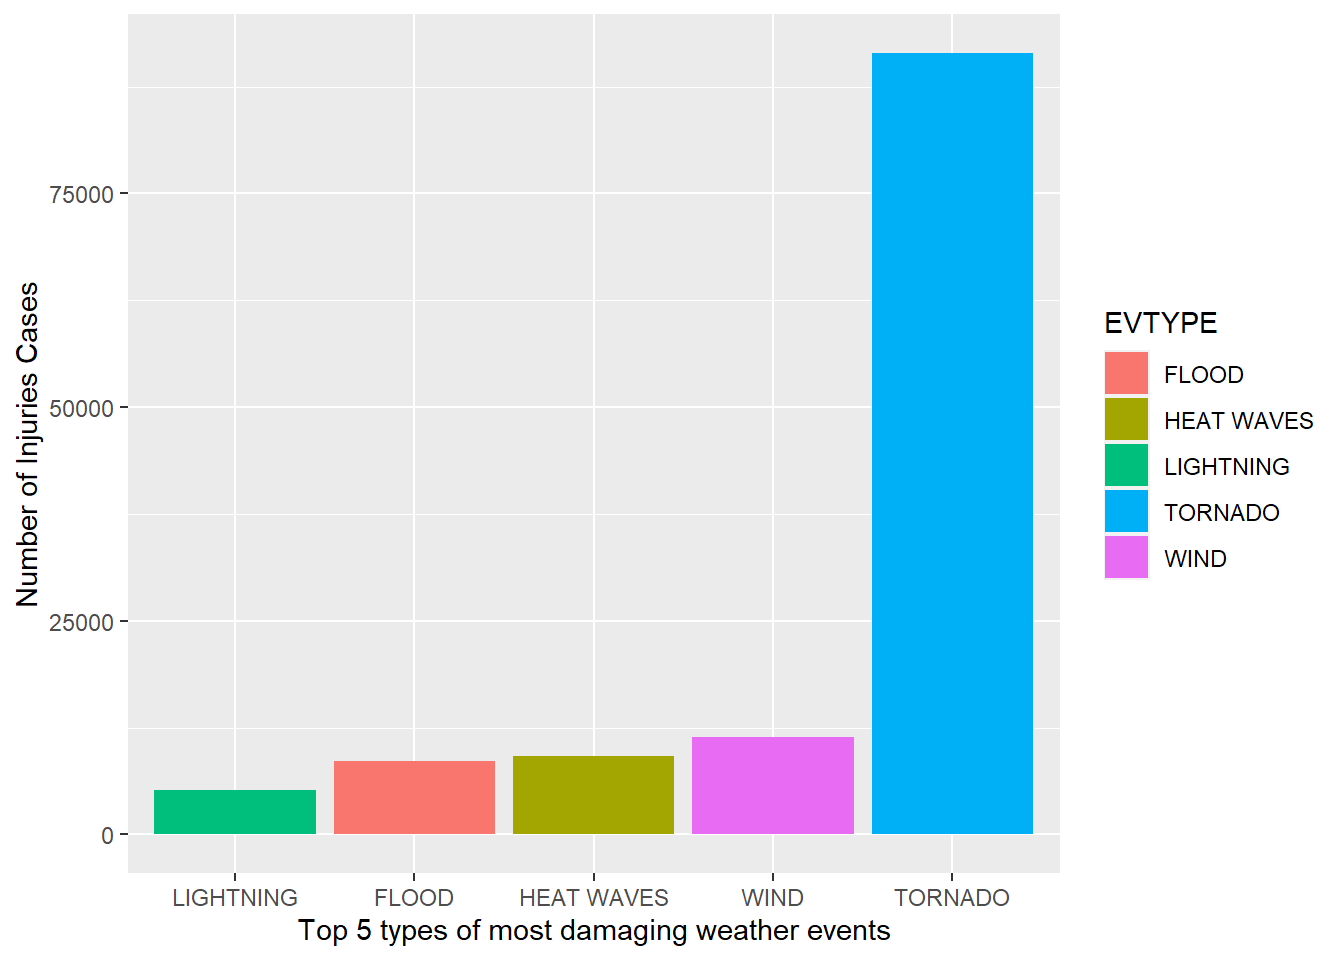 Number of Injuries Cases
75000
50000
25000
0
LIGHTNING
FLOOD
HEAT WAVES
WIND
TORNADO
Top 5 types of most damaging weather events
EVTYPE
FLOOD
HEAT WAVES
LIGHTNING
TORNADO
WIND